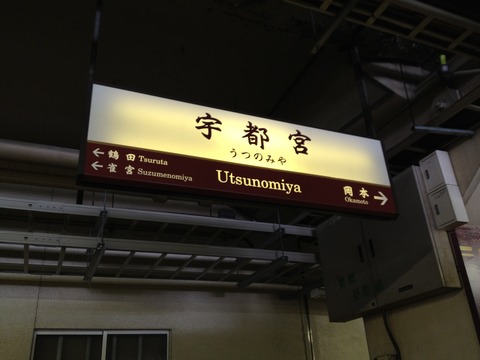 宇都宮
うつのみや
←鶴田 Tsuruta
←雀宮 Suzumenomiya
Utsunomiya
岡本→
Okamoto